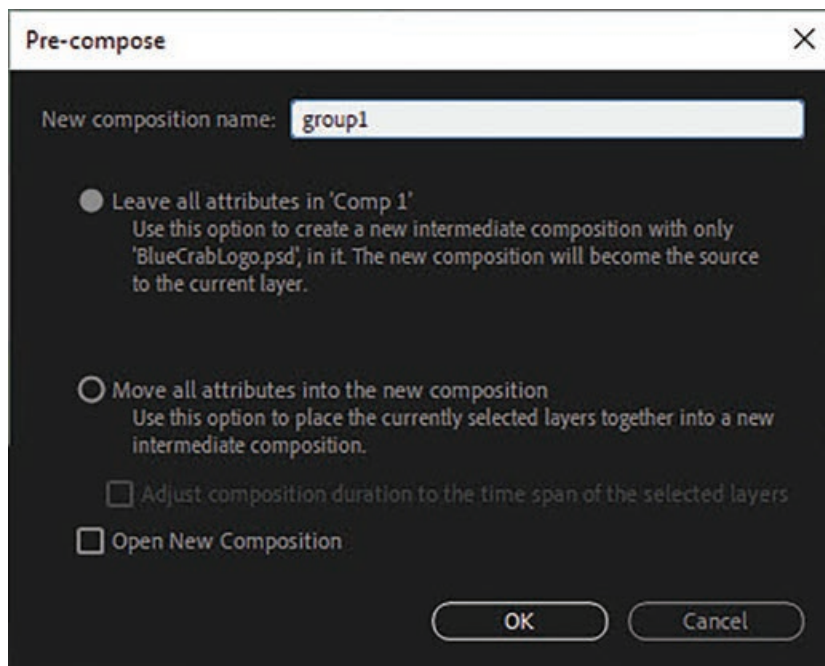 Pre-compose
New composition name: group1
Leave all attributes in 'Comp 1'
Use this option to create a new intermediate composition with only
'BlueCrabLogo.psd', in it. The new composition will become the source
to the current layer.
Move all attributes into the new composition
Use this option to place the currently selected layers together into a new
intermediate composition.
Adjust composition duration to the time span of the selected layers
Open New Composition
OK Cancel